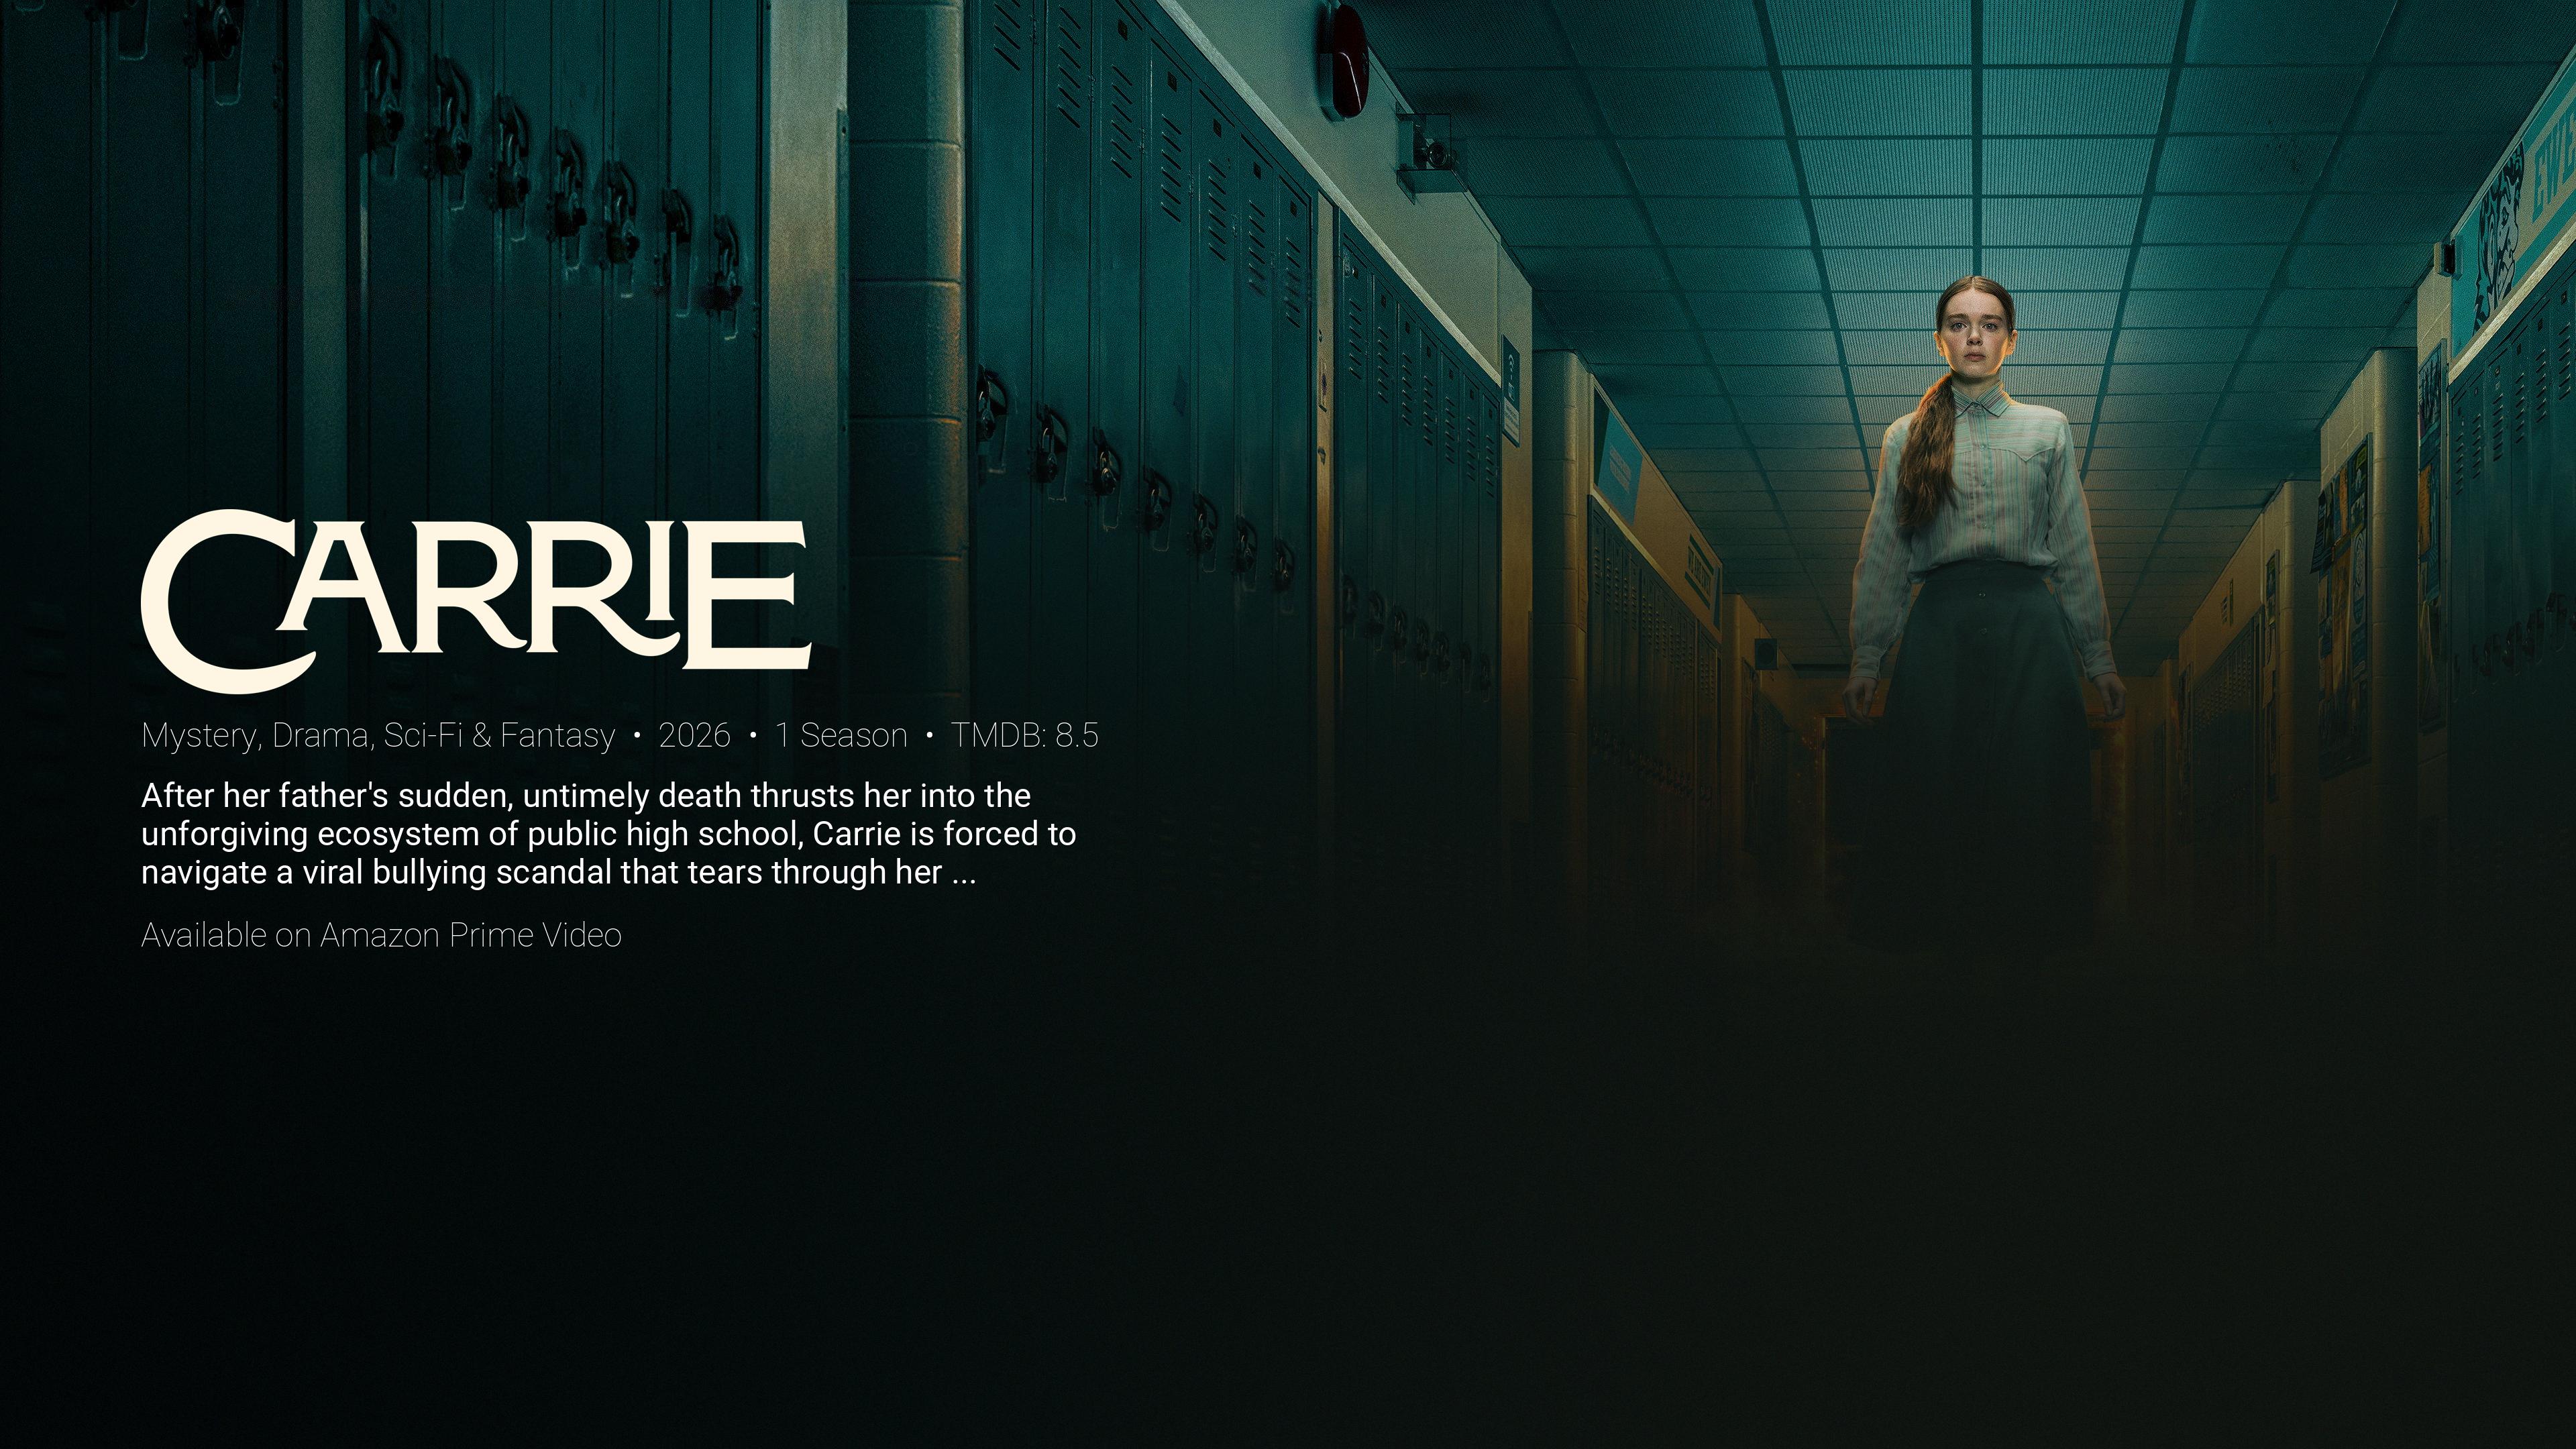 CARRIE
Mystery, Drama, Sci-Fi & Fantasy • 2026 • 1 Season • TMDB: 8.5
After her father's sudden, untimely death thrusts her into the
unforgiving ecosystem of public high school, Carrie is forced to
navigate a viral bullying scandal that tears through her ...
Available on Amazon Prime Video